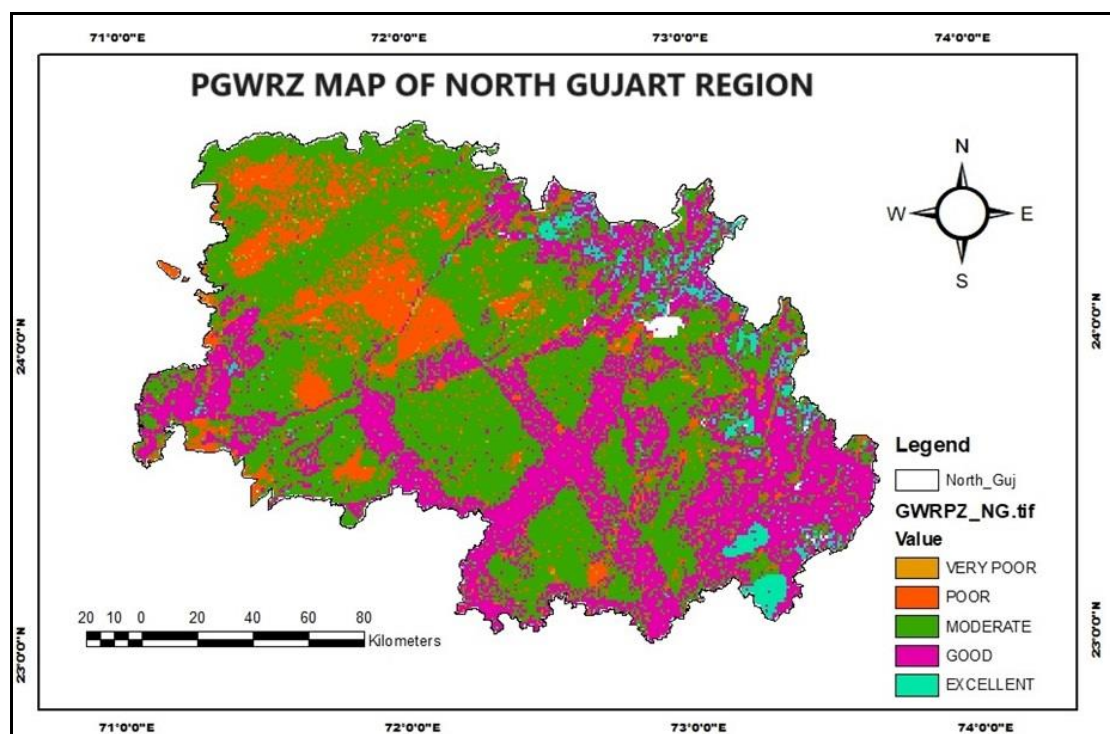 71°0'0"E 72°0'0"E 73°0'0"E 74°0'0"E
PGWRZ MAP OF NORTH GUJART REGION
N
W E
S
24°0'0"N
24°0'0"N
Legend
North_Guj
GWRPZ_NG.tif
Value
VERY POOR
POOR
MODERATE
GOOD
EXCELLENT
20 10 0 20 40 60 80
Kilometers
23°0'0"N
23°0'0"N
71°0'0"E 72°0'0"E 73°0'0"E 74°0'0"E